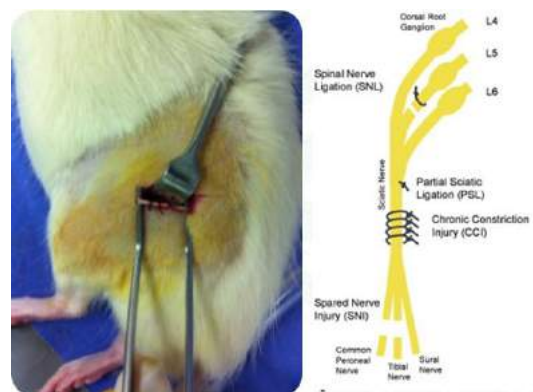 Dorsal Root
Ganglion
L4
L5
L6
Spinal Nerve
Ligation (SNL)
Sciatic Nerve
Partial Sciatic
Ligation (PSL)
Chronic Constriction
Injury (CCI)
Spared Nerve
Injury (SNI)
Common
Peroneal
Nerve
Tibial
Nerve
Sural
Nerve